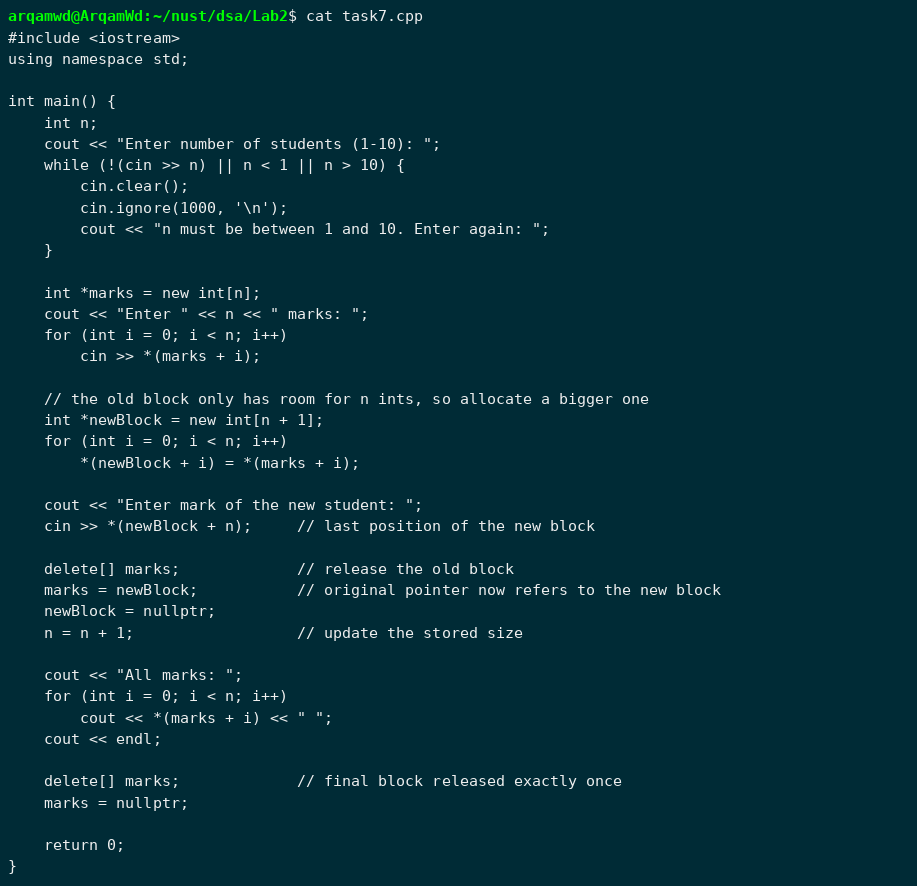 arqamwd@ArqamWd:~/nust/dsa/Lab2$ cat task7.cpp
#include <iostream>
using namespace std;

int main() {
    int n;
    cout << "Enter number of students (1-10): ";
    while (!(cin >> n) || n < 1 || n > 10) {
        cin.clear();
        cin.ignore(1000, '\n');
        cout << "n must be between 1 and 10. Enter again: ";
    }

    int *marks = new int[n];
    cout << "Enter " << n << " marks: ";
    for (int i = 0; i < n; i++)
        cin >> *(marks + i);

    // the old block only has room for n ints, so allocate a bigger one
    int *newBlock = new int[n + 1];
    for (int i = 0; i < n; i++)
        *(newBlock + i) = *(marks + i);

    cout << "Enter mark of the new student: ";
    cin >> *(newBlock + n);     // last position of the new block

    delete[] marks;             // release the old block
    marks = newBlock;           // original pointer now refers to the new block
    newBlock = nullptr;
    n = n + 1;                  // update the stored size

    cout << "All marks: ";
    for (int i = 0; i < n; i++)
        cout << *(marks + i) << " ";
    cout << endl;

    delete[] marks;             // final block released exactly once
    marks = nullptr;

    return 0;
}